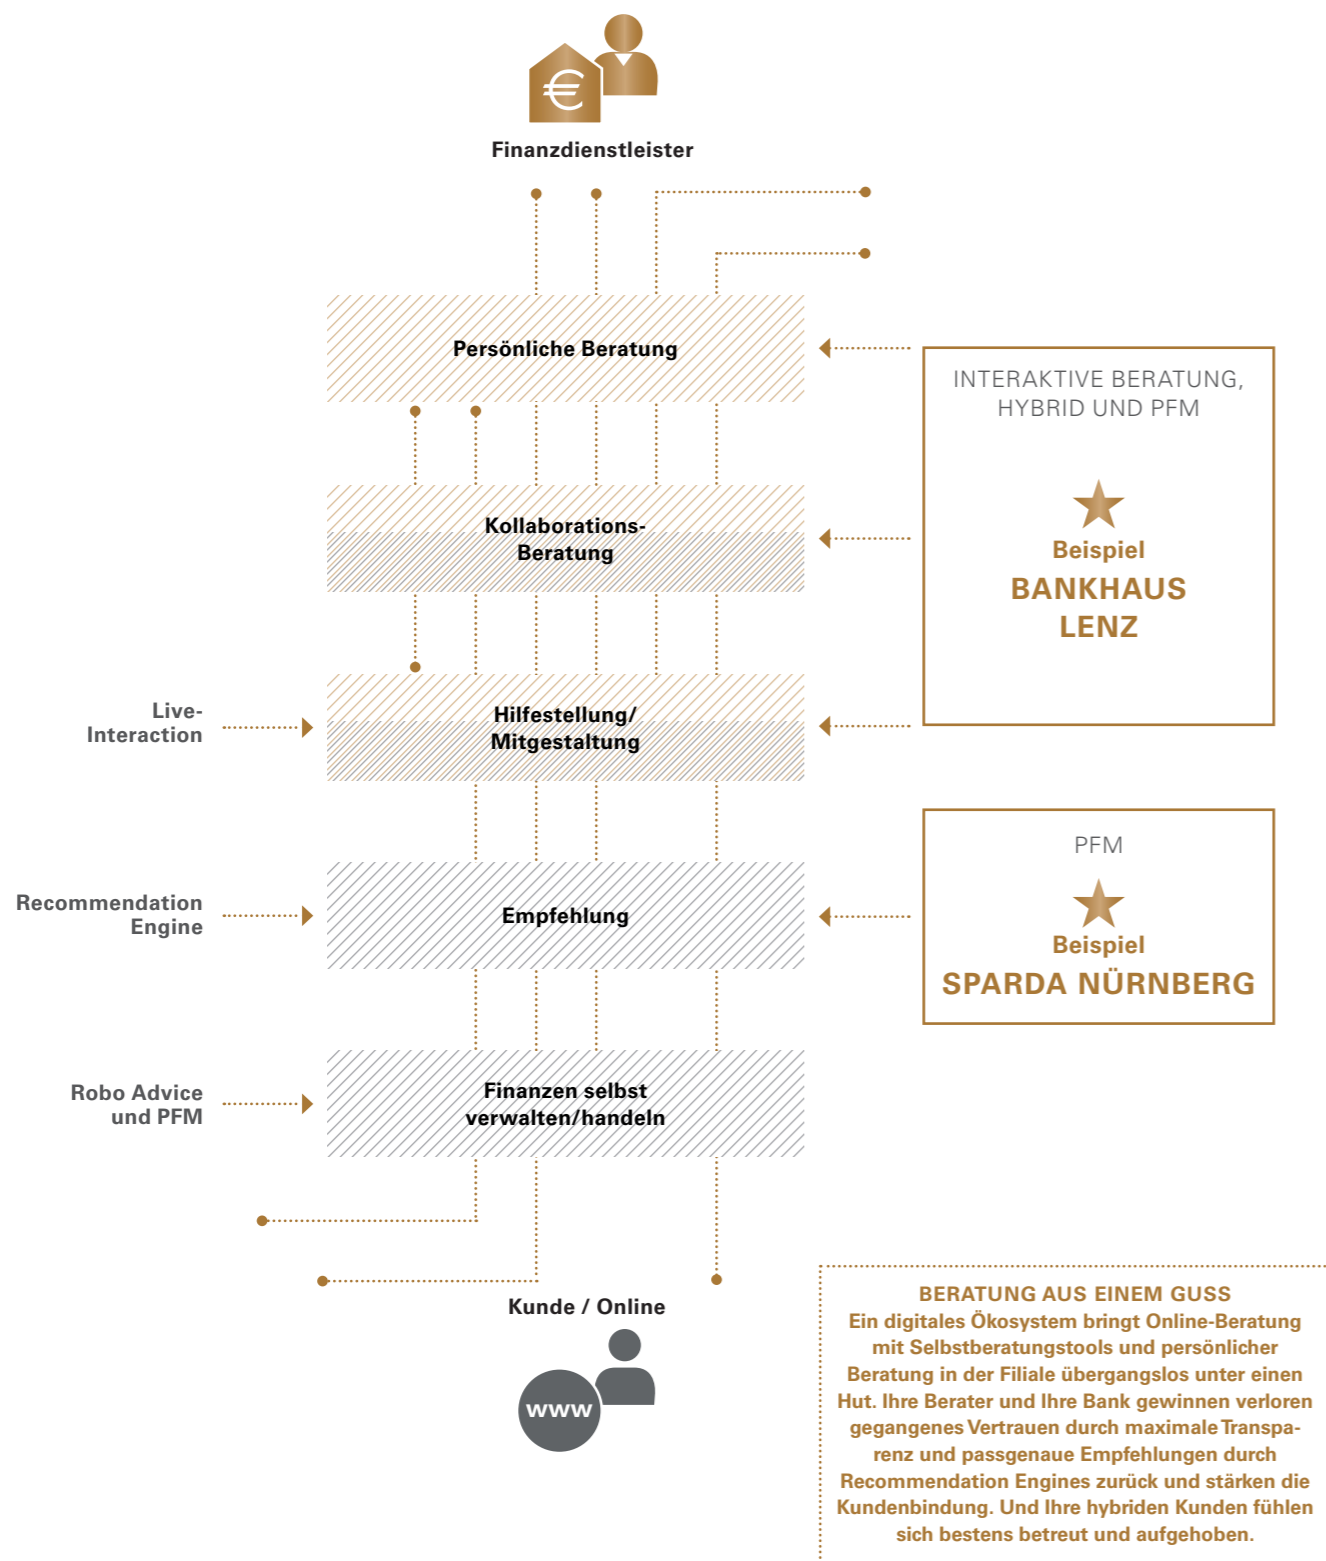 €
Finanzdienstleister
Persönliche Beratung
INTERAKTIVE BERATUNG,
HYBRID UND PFM
Beispiel
BANKHAUS
LENZ
Kollaborations-
Beratung
Live-
Interaction
Hilfestellung/
Mitgestaltung
PFM
Beispiel
SPARDA NÜRNBERG
Recommendation
Engine
Empfehlung
Robo Advice
und PFM
Finanzen selbst
verwalten/handeln
Kunde / Online
www
BERATUNG AUS EINEM GUSS
Ein digitales Ökosystem bringt Online-Beratung
mit Selbstberatungstools und persönlicher
Beratung in der Filiale übergangslos unter einen
Hut. Ihre Berater und Ihre Bank gewinnen verloren
gegangenes Vertrauen durch maximale Transpa-
renz und passgenaue Empfehlungen durch
Recommendation Engines zurück und stärken die
Kundenbindung. Und Ihre hybriden Kunden fühlen
sich bestens betreut und aufgehoben.